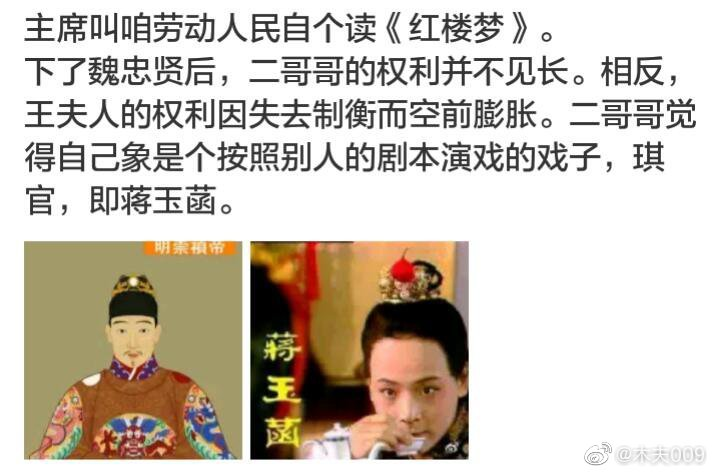 主席叫咱劳动人民自个读《红楼梦》。
下了魏忠贤后，二哥哥的权利并不见长。相反，
王夫人的权利因失去制衡而空前膨胀。二哥哥觉
得自己象是个按照别人的剧本演戏的戏子，琪
官，即蒋玉菡。
明崇禎帝
蔣玉菡
@木夫009